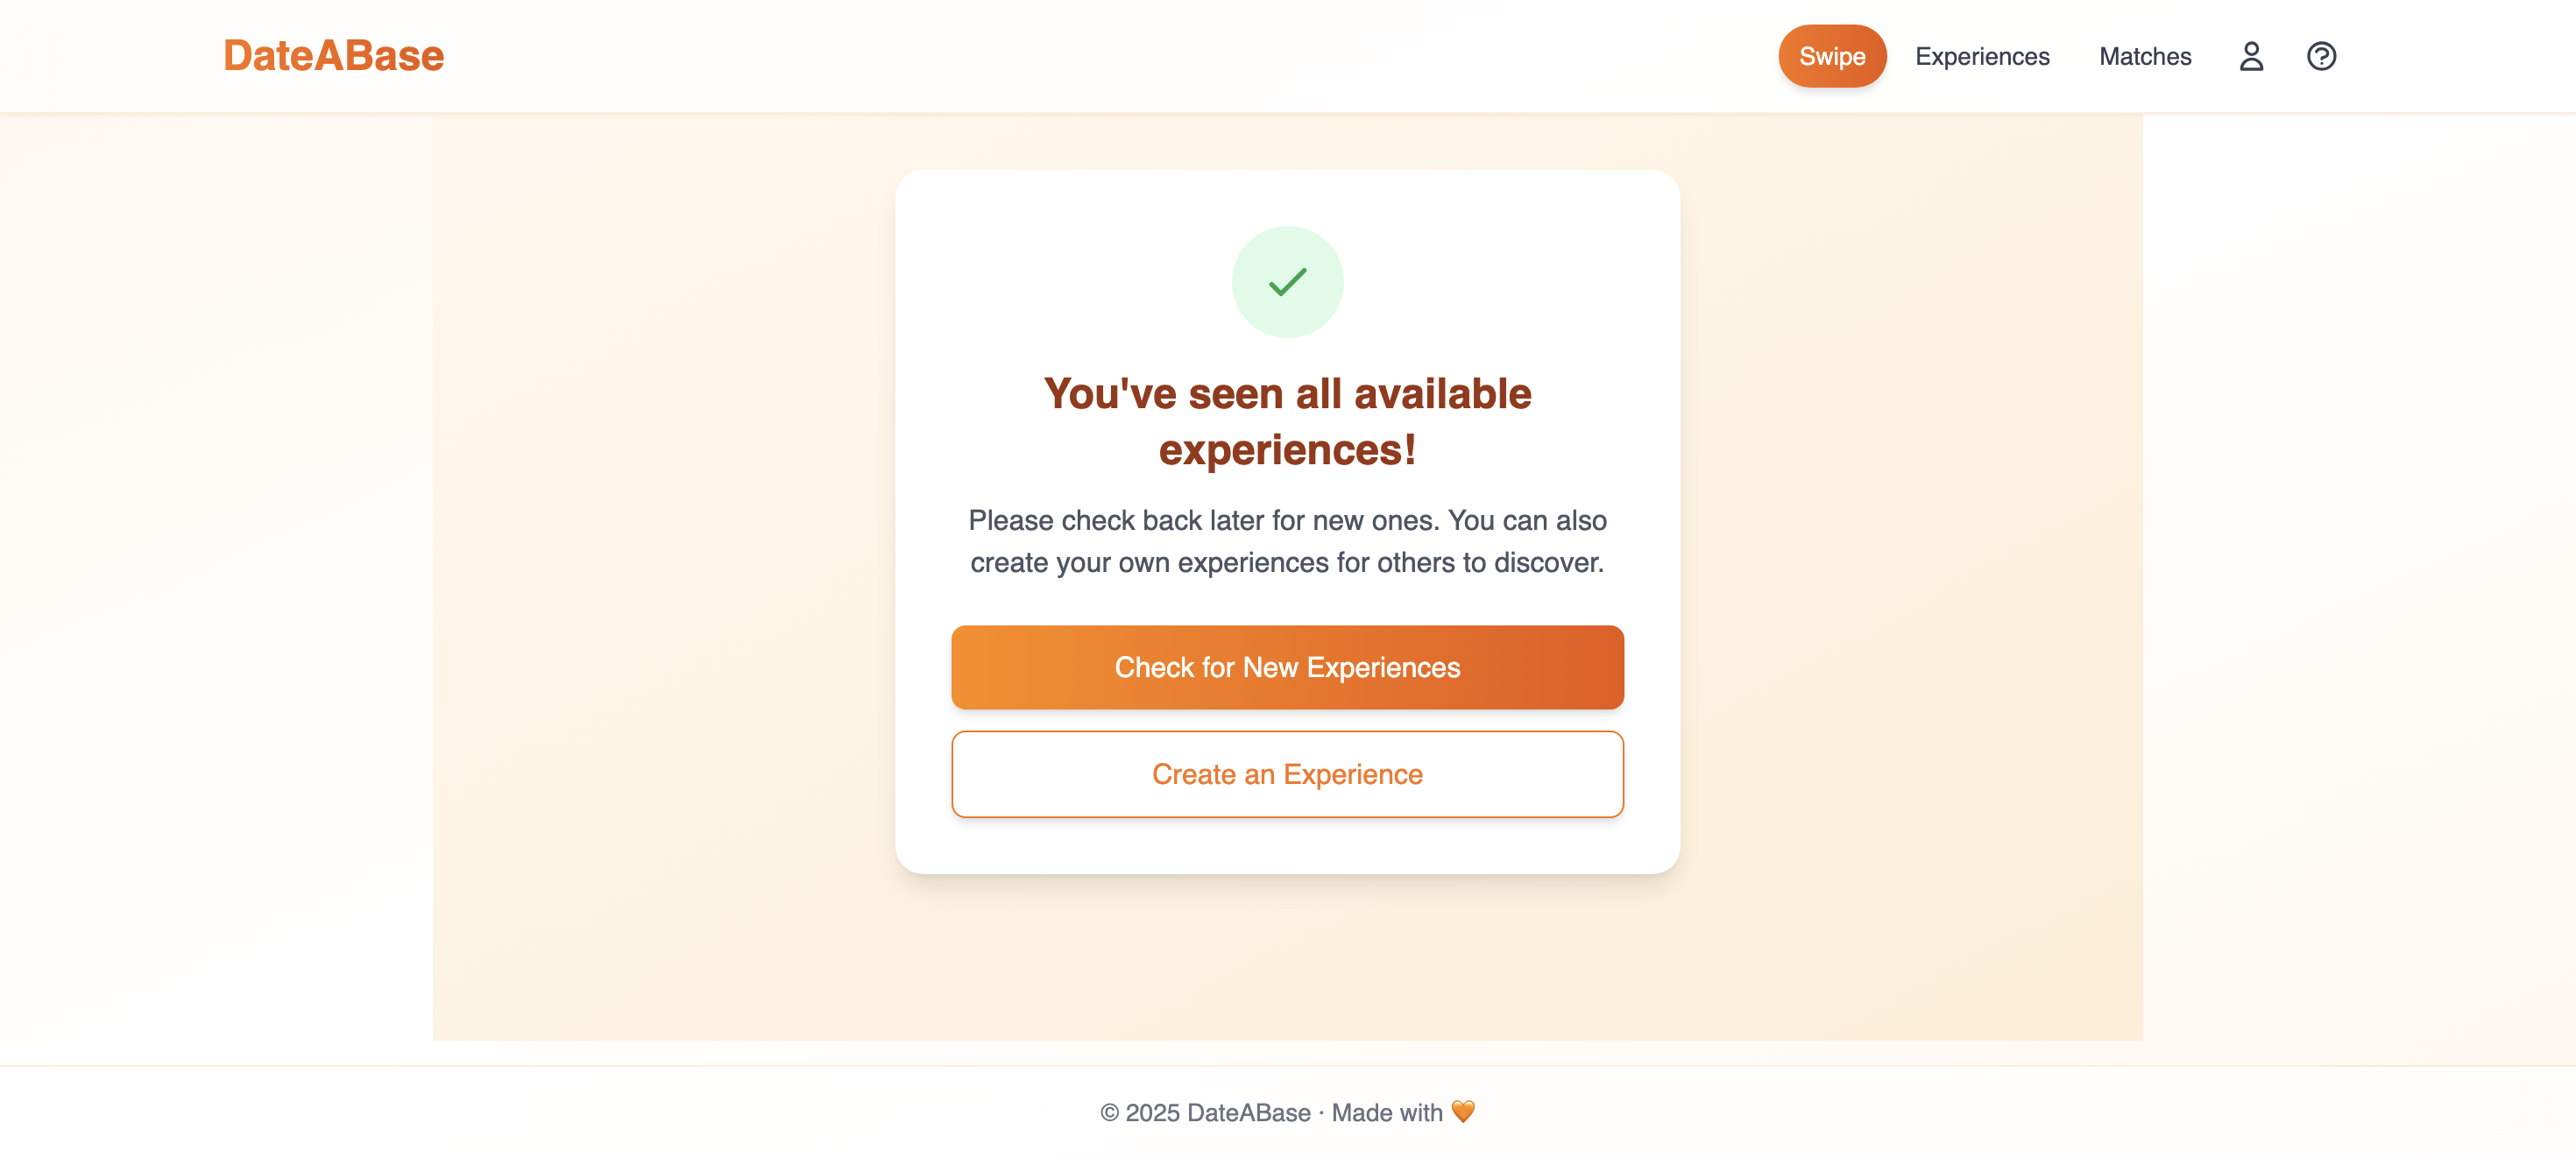 DateABase
Swipe
Experiences
Matches
You've seen all available
experiences!
Please check back later for new ones. You can also
create your own experiences for others to discover.
Check for New Experiences
Create an Experience
© 2025 DateABase · Made with 🧡